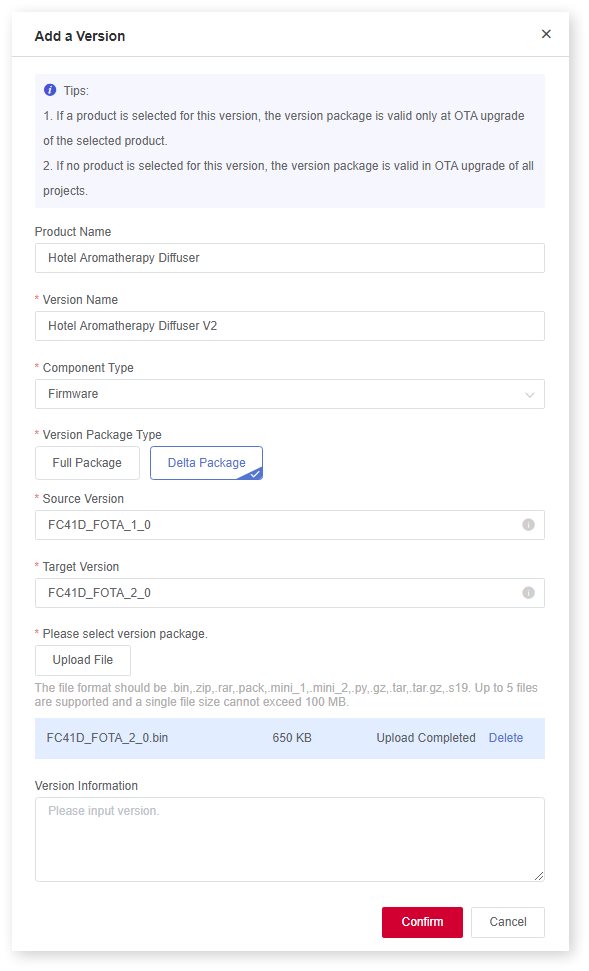 Add a Version
Tips:
1. If a product is selected for this version, the version package is valid only at OTA upgrade
of the selected product.
2. If no product is selected for this version, the version package is valid in OTA upgrade of all
projects.
Product Name
Hotel Aromatherapy Diffuser
* Version Name
Hotel Aromatherapy Diffuser V2
* Component Type
Firmware
* Version Package Type
Full Package Delta Package
* Source Version
FC41D_FOTA_1_0
* Target Version
FC41D_FOTA_2_0
* Please select version package.
Upload File
The file format should be .bin,.zip,.rar,.pack,.mini_1,.mini_2,.py,.gz,.tar,.tar.gz,.s19. Up to 5 files
are supported and a single file size cannot exceed 100 MB.
FC41D_FOTA_2_0.bin 650 KB Upload Completed Delete
Version Information
Please input version.
Confirm Cancel